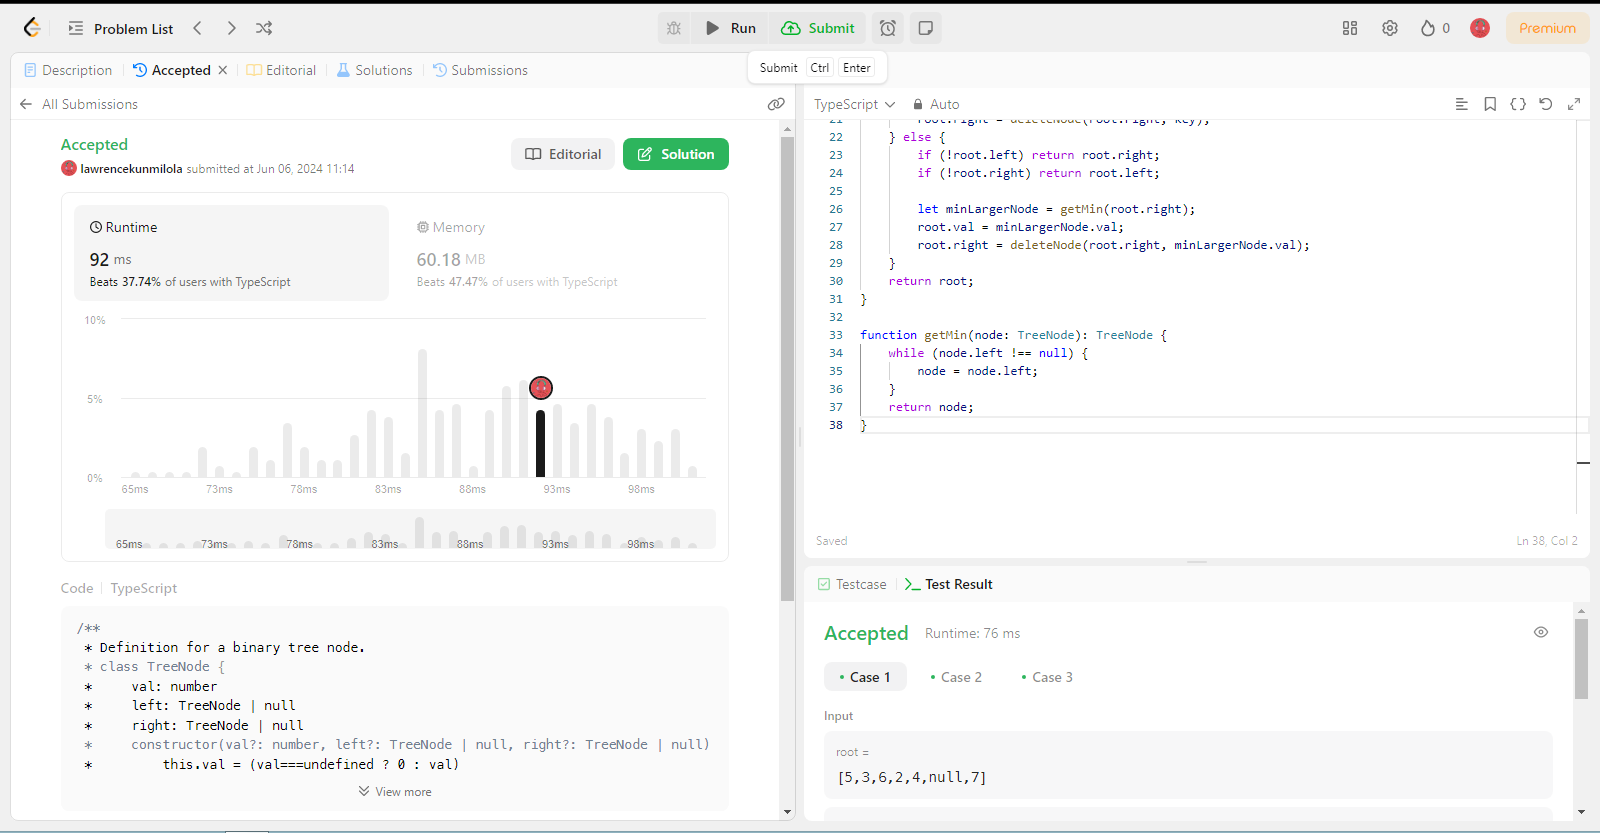 Problem List
Run
Submit
0
Premium
Submit Ctrl Enter
Description
Accepted
Editorial
Solutions
Submissions
All Submissions
Accepted
lawrencekunmilola submitted at Jun 06, 2024 11:14
Editorial
Solution
Runtime
92 ms
Beats 37.74% of users with TypeScript
Memory
60.18 MB
Beats 47.47% of users with TypeScript
10%
5%
0%
65ms 73ms 78ms 83ms 88ms 93ms 98ms
65ms 73ms 78ms 83ms 88ms 93ms 98ms
Code TypeScript
/**
* Definition for a binary tree node.
* class TreeNode {
*     val: number
*     left: TreeNode | null
*     right: TreeNode | null
*     constructor(val?: number, left?: TreeNode | null, right?: TreeNode | null)
*         this.val = (val===undefined ? 0 : val)
View more
TypeScript
Auto
21 root.right = deleteNode(root.right, key);
22 } else {
23 if (!root.left) return root.right;
24 if (!root.right) return root.left;
25
26 let minLargerNode = getMin(root.right);
27 root.val = minLargerNode.val;
28 root.right = deleteNode(root.right, minLargerNode.val);
29 }
30 return root;
31 }
32
33 function getMin(node: TreeNode): TreeNode {
34 while (node.left !== null) {
35 node = node.left;
36 }
37 return node;
38 }
Saved
Ln 38, Col 2
Testcase
Test Result
Accepted Runtime: 76 ms
• Case 1 • Case 2 • Case 3
Input
root =
[5,3,6,2,4,null,7]